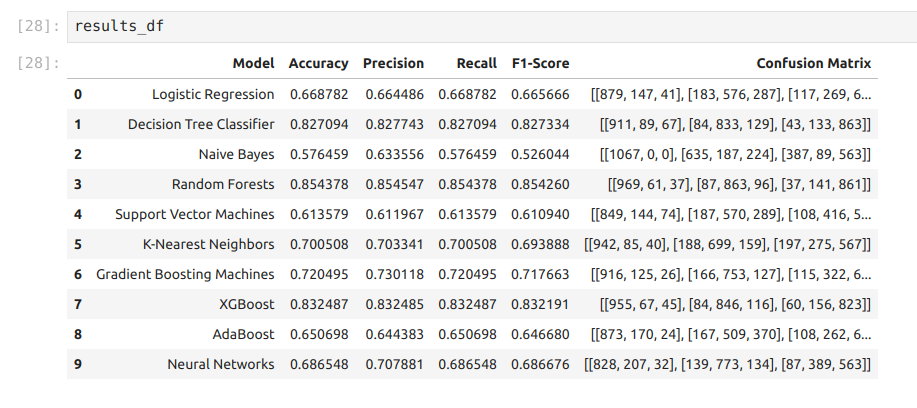 [28]: results_df
[28]:
Model Accuracy Precision Recall F1-Score Confusion Matrix
0 Logistic Regression 0.668782 0.664486 0.668782 0.665666 [[879, 147, 41], [183, 576, 287], [117, 269, 6...
1 Decision Tree Classifier 0.827094 0.827743 0.827094 0.827334 [[911, 89, 67], [84, 833, 129], [43, 133, 863]]
2 Naive Bayes 0.576459 0.633556 0.576459 0.526044 [[1067, 0, 0], [635, 187, 224], [387, 89, 563]]
3 Random Forests 0.854378 0.854547 0.854378 0.854260 [[969, 61, 37], [87, 863, 96], [37, 141, 861]]
4 Support Vector Machines 0.613579 0.611967 0.613579 0.610940 [[849, 144, 74], [187, 570, 289], [108, 416, 5...
5 K-Nearest Neighbors 0.700508 0.703341 0.700508 0.693888 [[942, 85, 40], [188, 699, 159], [197, 275, 567]]
6 Gradient Boosting Machines 0.720495 0.730118 0.720495 0.717663 [[916, 125, 26], [166, 753, 127], [115, 322, 6...
7 XGBoost 0.832487 0.832485 0.832487 0.832191 [[955, 67, 45], [84, 846, 116], [60, 156, 823]]
8 AdaBoost 0.650698 0.644383 0.650698 0.646680 [[873, 170, 24], [167, 509, 370], [108, 262, 6...
9 Neural Networks 0.686548 0.707881 0.686548 0.686676 [[828, 207, 32], [139, 773, 134], [87, 389, 563]]